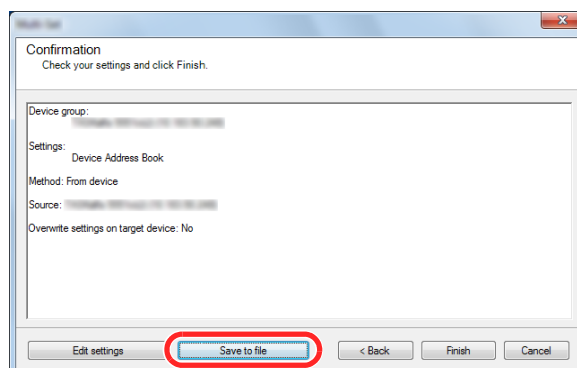 Confirmation
Check your settings and click Finish.
Device group:
Settings:
Device Address Book
Method: From device
Source:
Overwrite settings on target device: No
Edit settings
Save to file
< Back
Finish
Cancel